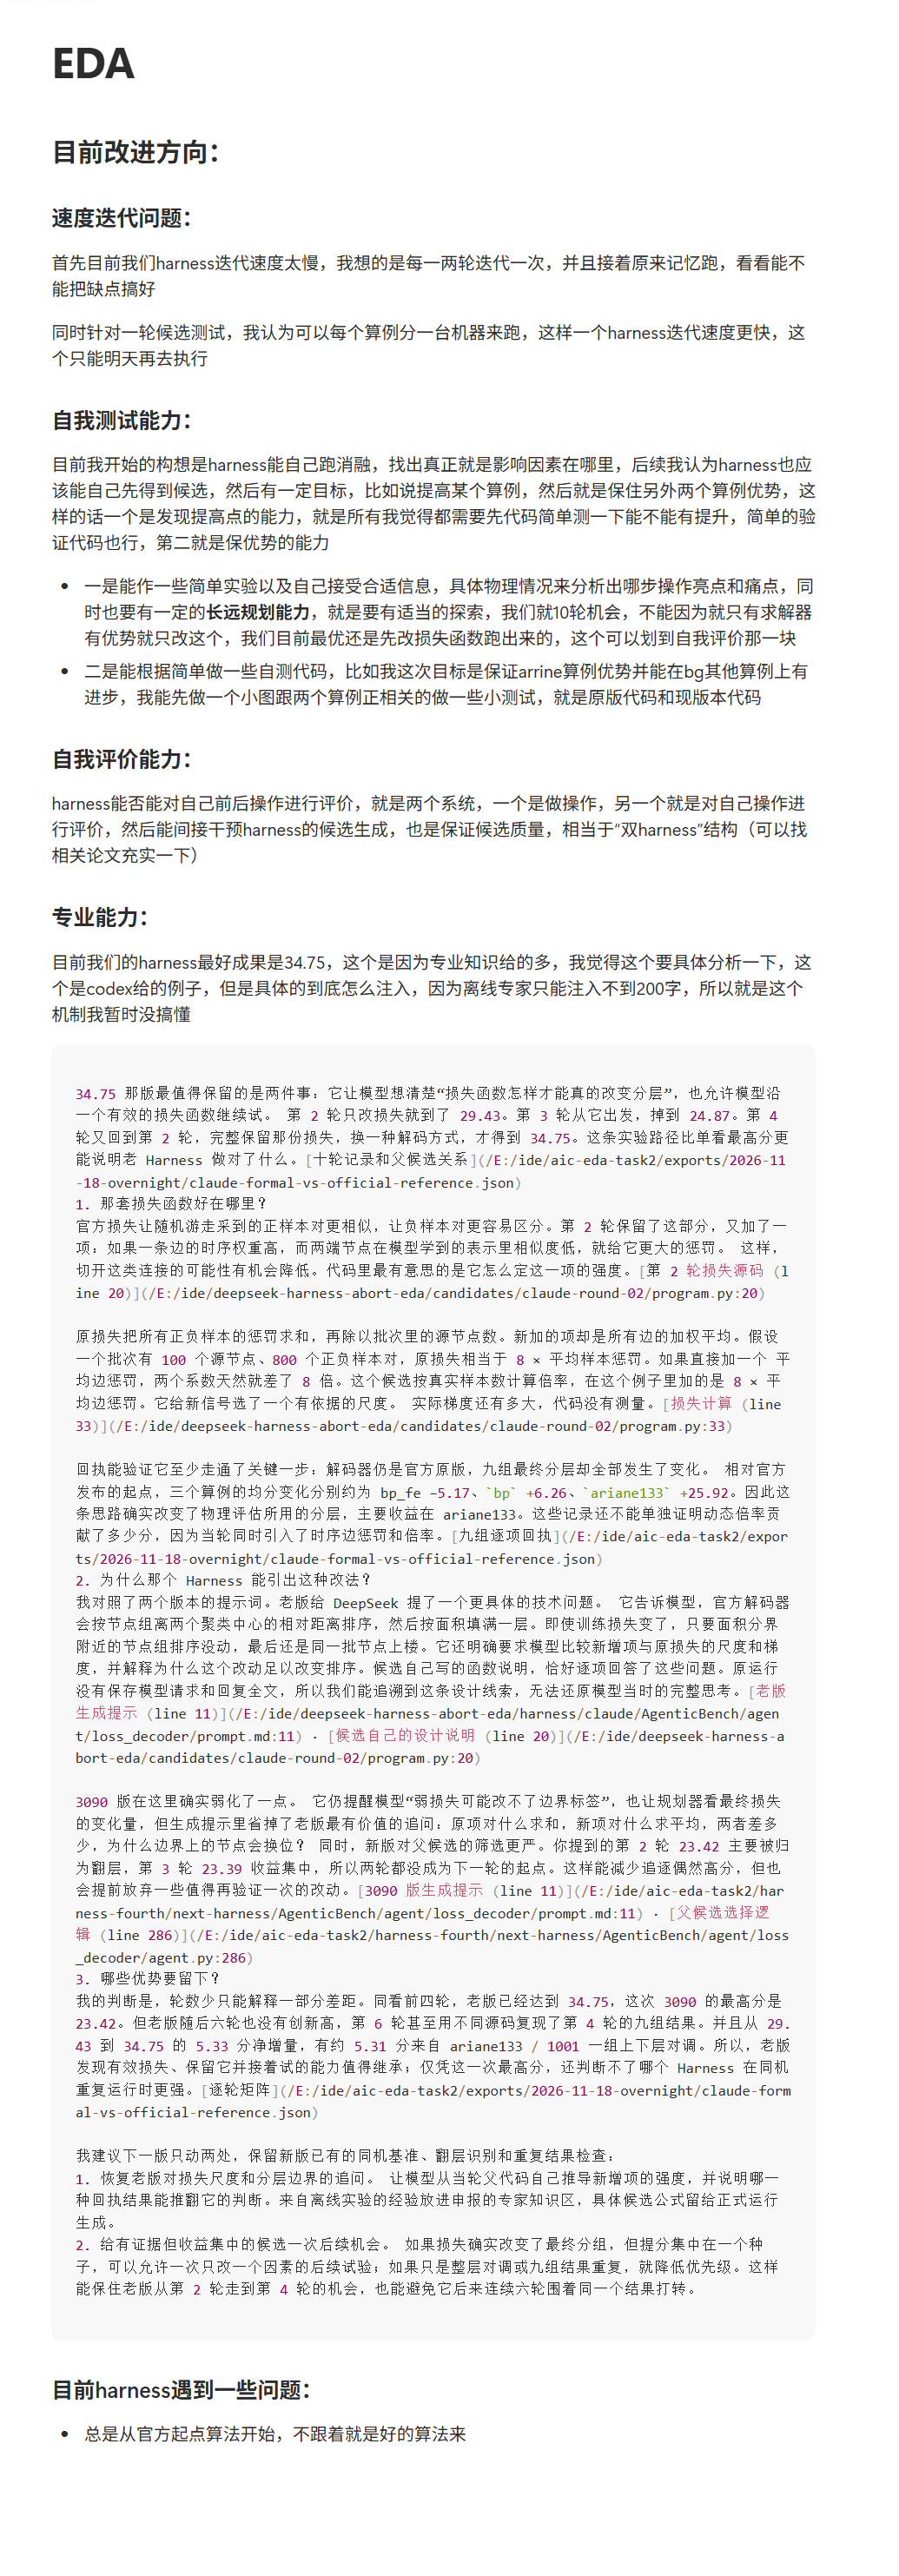 EDA
目前改进方向：
速度迭代问题：
首先目前我们harness迭代速度太慢，我想的是每一两轮迭代一次，并且接着原来记忆跑，看看能不
能把缺点搞好
同时针对一轮候选测试，我认为可以每个算例分一台机器来跑，这样一个harness迭代速度更快，这
个只能明天再去执行
自我测试能力：
目前我开始的构想是harness能自己跑消融，找出真正就是影响因素在哪里，后续我认为harness也应
该能自己先得到候选，然后有一定目标，比如说提高某个算例，然后就是保住另外两个算例优势，这
样的话一个是发现提高点的能力，就是所有我觉得都需要先代码简单测一下能不能有提升，简单的验
证代码也行，第二就是保优势的能力
• 一是能作一些简单实验以及自己接受合适信息，具体物理情况来分析出哪步操作亮点和痛点，同
时也要有一定的长远规划能力，就是要有适当的探索，我们就10轮机会，不能因为就只有求解器
有优势就只改这个，我们目前最优还是先改损失函数跑出来的，这个可以划到自我评价那一块
• 二是能根据简单做一些自测代码，比如我这次目标是保证arrine算例优势并能在bg其他算例上有
进步，我能先做一个小图跟两个算例正相关的做一些小测试，就是原版代码和现版本代码
自我评价能力：
harness能否能对自己前后操作进行评价，就是两个系统，一个是做操作，另一个就是对自己操作进
行评价，然后能间接干预harness的候选生成，也是保证候选质量，相当于“双harness”结构（可以找
相关论文充实一下）
专业能力：
目前我们的harness最好成果是34.75，这个是因为专业知识给的多，我觉得这个要具体分析一下，这
个是codex给的例子，但是具体的到底怎么注入，因为离线专家只能注入不到200字，所以就是这个
机制我暂时没搞懂
34.75 那版最值得保留的是两件事：它让模型想清楚“损失函数怎样才能真的改变分层”，也允许模型沿
一个有效的损失函数继续试。 第 2 轮只改损失就到了 29.43。第 3 轮从它出发，掉到 24.87。第 4
轮又回到第 2 轮，完整保留那份损失，换一种解码方式，才得到 34.75。这条实验路径比单看最高分更
能说明老 Harness 做对了什么。[十轮记录和父候选关系](/E:/ide/aic-eda-task2/exports/2026-11
-18-overnight/claude-formal-vs-official-reference.json)
1. 那套损失函数好在哪里？
官方损失让随机游走采到的正样本对更相似，让负样本对更容易区分。第 2 轮保留了这部分，又加了一
项：如果一条边的时序权重高，而两端节点在模型学到的表示里相似度低，就给它更大的惩罚。 这样，
切开这类连接的可能性有机会降低。代码里最有意思的是它怎么定这一项的强度。[第 2 轮损失源码 (l
ine 20)](/E:/ide/deepseek-harness-abort-eda/candidates/claude-round-02/program.py:20)
原损失把所有正负样本的惩罚求和，再除以批次里的源节点数。新加的项却是所有边的加权平均。假设
一个批次有 100 个源节点、800 个正负样本对，原损失相当于 8 × 平均样本惩罚。如果直接加一个 平
均边惩罚，两个系数天然就差了 8 倍。这个候选按真实样本数计算倍率，在这个例子里加的是 8 × 平
均边惩罚。它给新信号选了一个有依据的尺度。 实际梯度还有多大，代码没有测量。[损失计算 (line
33)](/E:/ide/deepseek-harness-abort-eda/candidates/claude-round-02/program.py:33)
回执能验证它至少走通了关键一步：解码器仍是官方原版，九组最终分层却全部发生了变化。 相对官方
发布的起点，三个算例的均分变化分别约为 bp_fe −5.17、`bp` +6.26、`ariane133` +25.92。因此这
条思路确实改变了物理评估所用的分层，主要收益在 ariane133。这些记录还不能单独证明动态倍率贡
献了多少分，因为当轮同时引入了时序边惩罚和倍率。[九组逐项回执](/E:/ide/aic-eda-task2/expor
ts/2026-11-18-overnight/claude-formal-vs-official-reference.json)
2. 为什么那个 Harness 能引出这种改法？
我对照了两个版本的提示词。老版给 DeepSeek 提了一个更具体的技术问题。 它告诉模型，官方解码器
会按节点组离两个聚类中心的相对距离排序，然后按面积填满一层。即使训练损失变了，只要面积分界
附近的节点组排序没动，最后还是同一批节点上楼。它还明确要求模型比较新增项与原损失的尺度和梯
度，并解释为什么这个改动足以改变排序。候选自己写的函数说明，恰好逐项回答了这些问题。原运行
没有保存模型请求和回复全文，所以我们能追溯到这条设计线索，无法还原模型当时的完整思考。[老版
生成提示 (line 11)](/E:/ide/deepseek-harness-abort-eda/harness/claude/AgenticBench/agen
t/loss_decoder/prompt.md:11) · [候选自己的设计说明 (line 20)](/E:/ide/deepseek-harness-a
bort-eda/candidates/claude-round-02/program.py:20)
3090 版在这里确实弱化了一点。 它仍提醒模型“弱损失可能改不了边界标签”，也让规划器看最终损失
的变化量，但生成提示里省掉了老版最有价值的追问：原项对什么求和，新项对什么求平均，两者差多
少，为什么边界上的节点会换位？ 同时，新版对父候选的筛选更严。你提到的第 2 轮 23.42 主要被归
为翻层，第 3 轮 23.39 收益集中，所以两轮都没成为下一轮的起点。这样能减少追逐偶然高分，但也
会提前放弃一些值得再验证一次的改动。[3090 版生成提示 (line 11)](/E:/ide/aic-eda-task2/har
ness-fourth/next-harness/AgenticBench/agent/loss_decoder/prompt.md:11) · [父候选选择逻
辑 (line 286)](/E:/ide/aic-eda-task2/harness-fourth/next-harness/AgenticBench/agent/loss
_decoder/agent.py:286)
3. 哪些优势要留下？
我的判断是，轮数少只能解释一部分差距。同看前四轮，老版已经达到 34.75，这次 3090 的最高分是
23.42。但老版随后六轮也没有创新高，第 6 轮甚至用不同源码复现了第 4 轮的九组结果。并且从 29.
43 到 34.75 的 5.33 分净增量，有约 5.31 分来自 ariane133 / 1001 一组上下层对调。所以，老版
发现有效损失、保留它并接着试的能力值得继承；仅凭这一次最高分，还判断不了哪个 Harness 在同机
重复运行时更强。[逐轮矩阵](/E:/ide/aic-eda-task2/exports/2026-11-18-overnight/claude-form
al-vs-official-reference.json)
我建议下一版只动两处，保留新版已有的同机基准、翻层识别和重复结果检查：
1. 恢复老版对损失尺度和分层边界的追问。 让模型从当轮父代码自己推导新增项的强度，并说明哪一
种回执结果能推翻它的判断。来自离线实验的经验放进申报的专家知识区，具体候选公式留给正式运行
生成。
2. 给有证据但收益集中的候选一次后续机会。 如果损失确实改变了最终分组，但提分集中在一个种
子，可以允许一次只改一个因素的后续试验；如果只是整层对调或九组结果重复，就降低优先级。这样
能保住老版从第 2 轮走到第 4 轮的机会，也能避免它后来连续六轮围着同一个结果打转。
目前harness遇到一些问题：
• 总是从官方起点算法开始，不跟着就是好的算法来